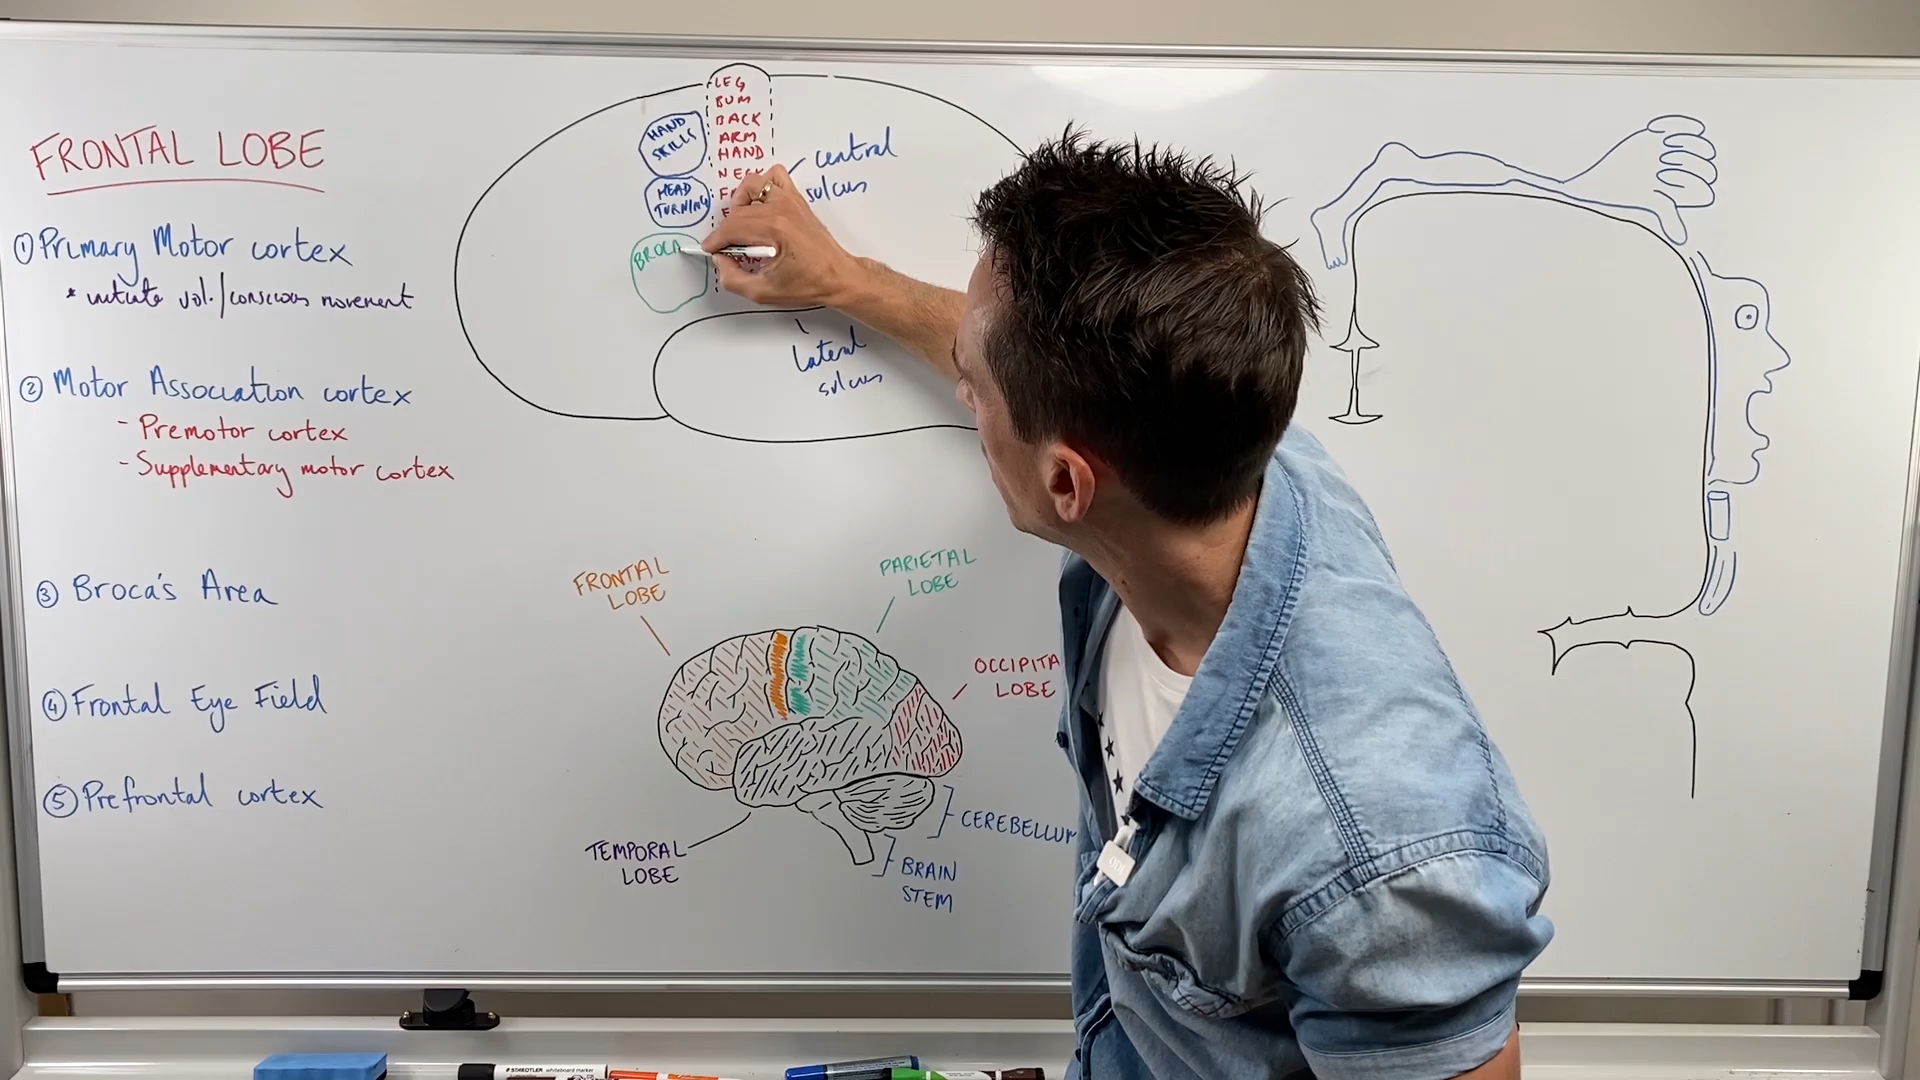 FRONTAL LOBE
① Primary Motor cortex
* initiate vol./conscious movement
② Motor Association cortex
- Premotor cortex
- Supplementary motor cortex
③ Broca's Area
④ Frontal Eye Field
⑤ Prefrontal cortex
HAND
SKILLS
HEAD
TURNING
BROCA
LEG
BUM
BACK
ARM
HAND
central
sulcus
lateral
sulcus
FRONTAL
LOBE
PARIETAL
LOBE
OCCIPITA
LOBE
TEMPORAL
LOBE
CEREBELLUM
BRAIN
STEM
STAEDTLER whiteboard marker